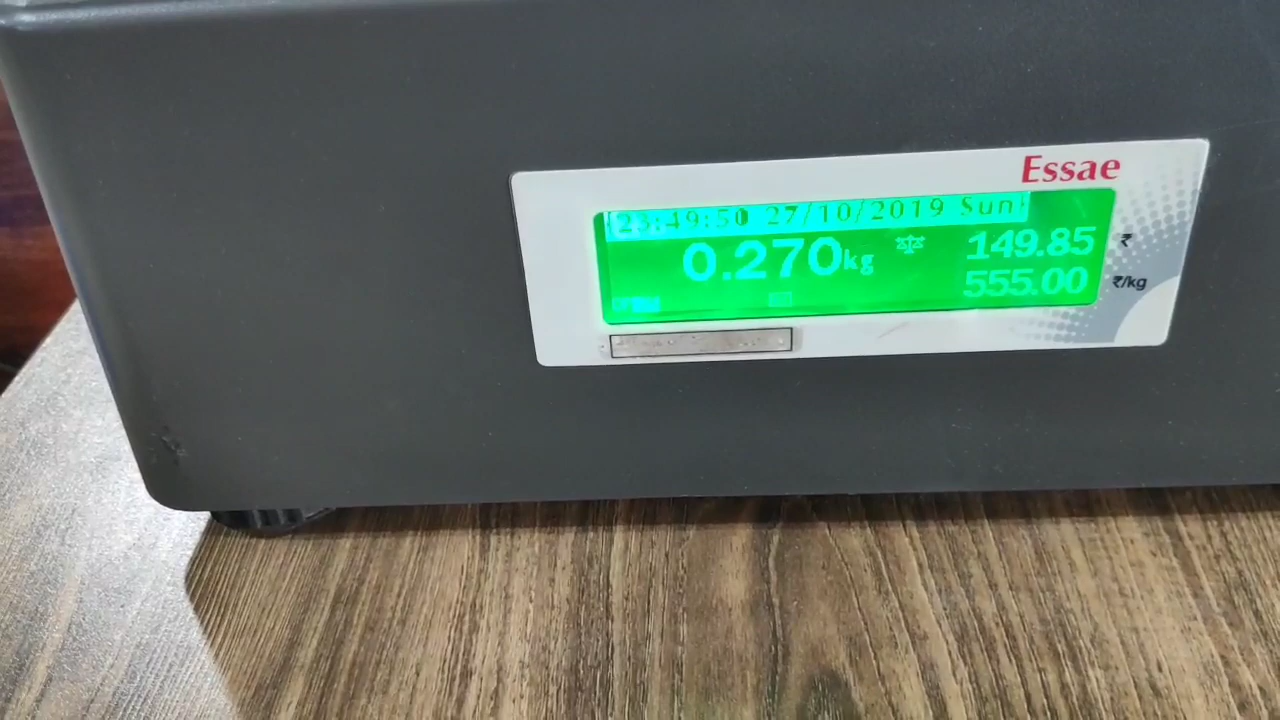 Essae
23:49:50 27/10/2019 Sun
0.270kg
149.85 ₹
555.00 ₹/kg